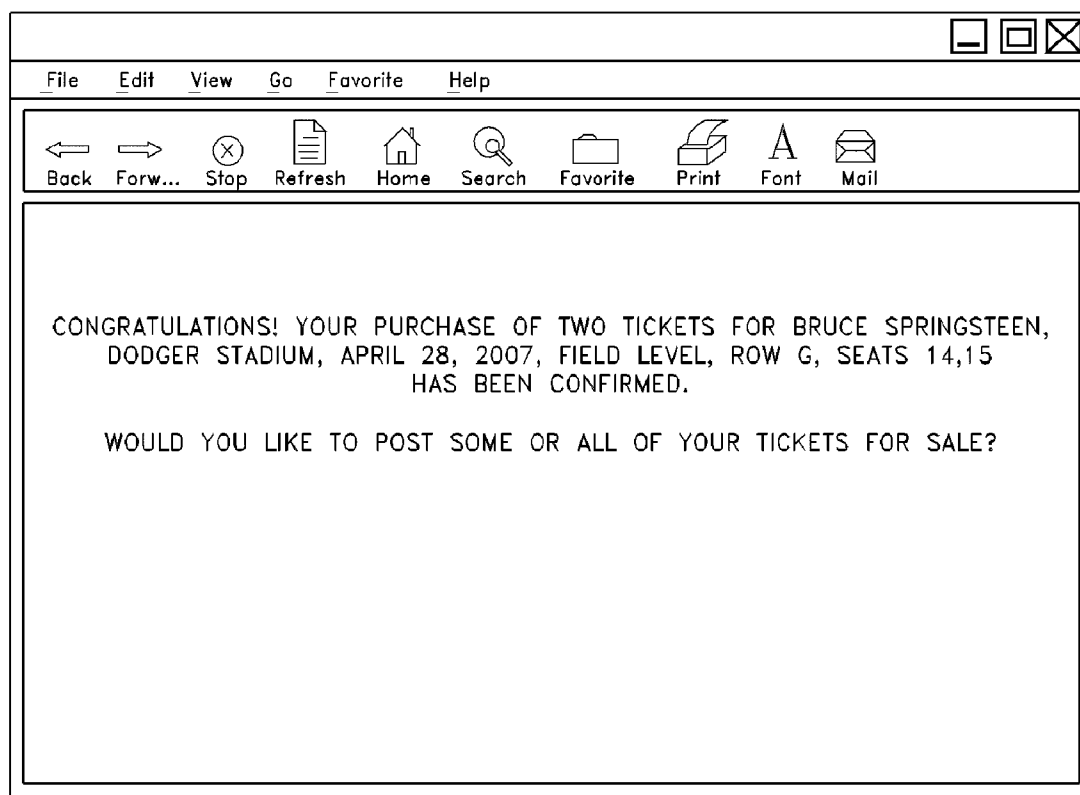 File Edit View Go Favorite Help
Back Forw... Stop Refresh Home Search Favorite Print Font Mail
CONGRATULATIONS! YOUR PURCHASE OF TWO TICKETS FOR BRUCE SPRINGSTEEN,
DODGER STADIUM, APRIL 28, 2007, FIELD LEVEL, ROW G, SEATS 14,15
HAS BEEN CONFIRMED.
WOULD YOU LIKE TO POST SOME OR ALL OF YOUR TICKETS FOR SALE?